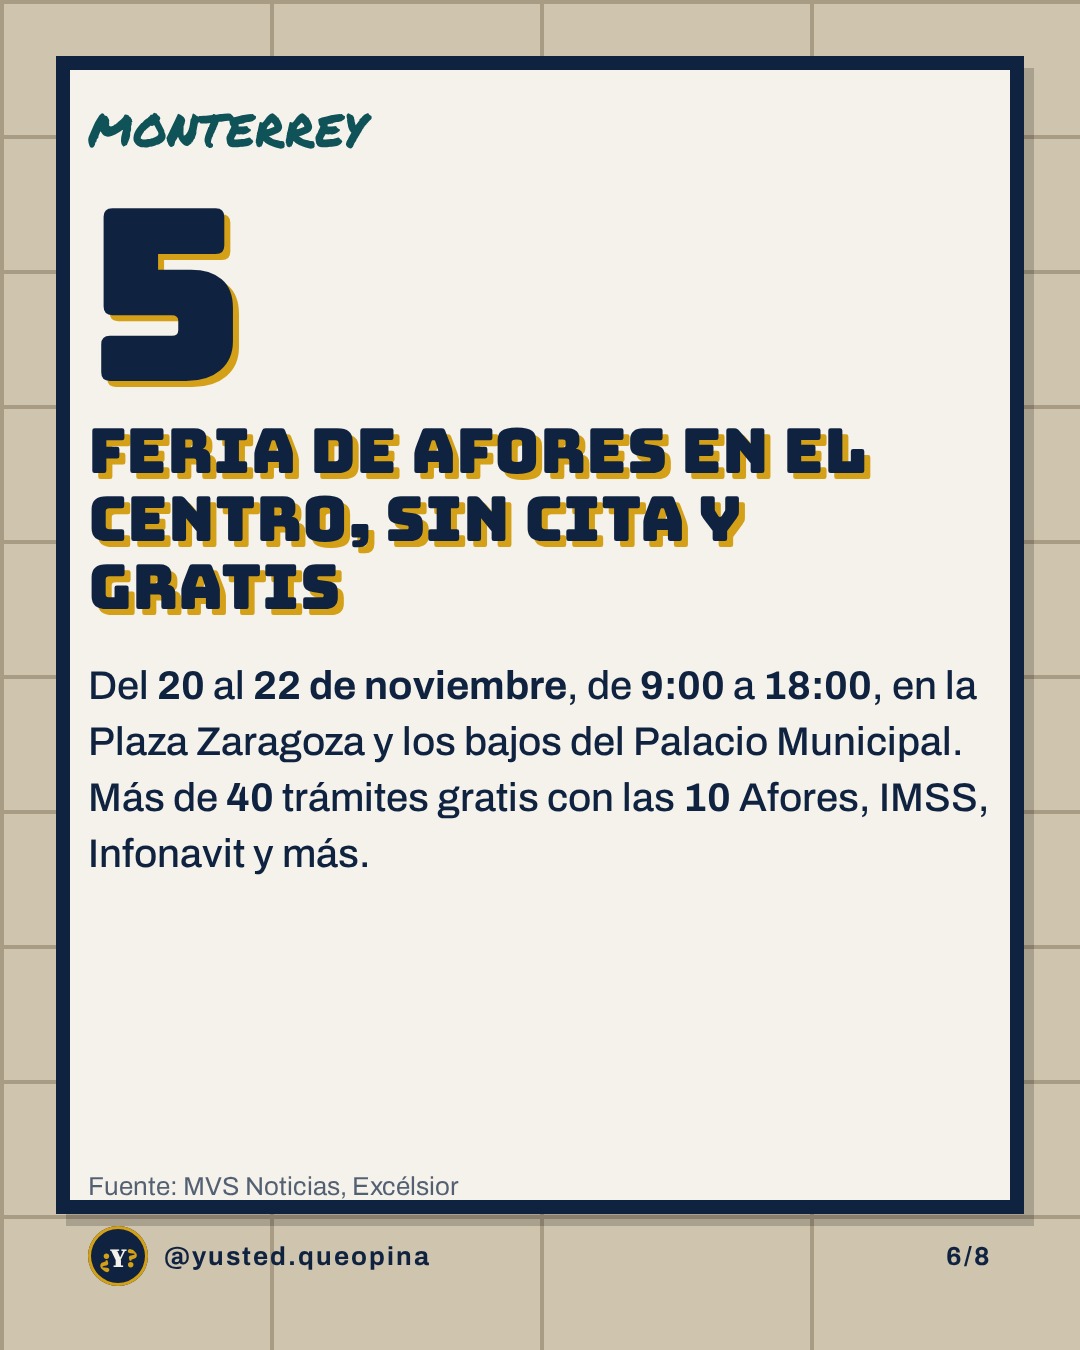 MONTERREY
5
FERIA DE AFORES EN EL
CENTRO, SIN CITA Y
GRATIS
Del 20 al 22 de noviembre, de 9:00 a 18:00, en la
Plaza Zaragoza y los bajos del Palacio Municipal.
Más de 40 trámites gratis con las 10 Afores, IMSS,
Infonavit y más.
Fuente: MVS Noticias, Excélsior
¿Y?
@yusted.queopina
6/8